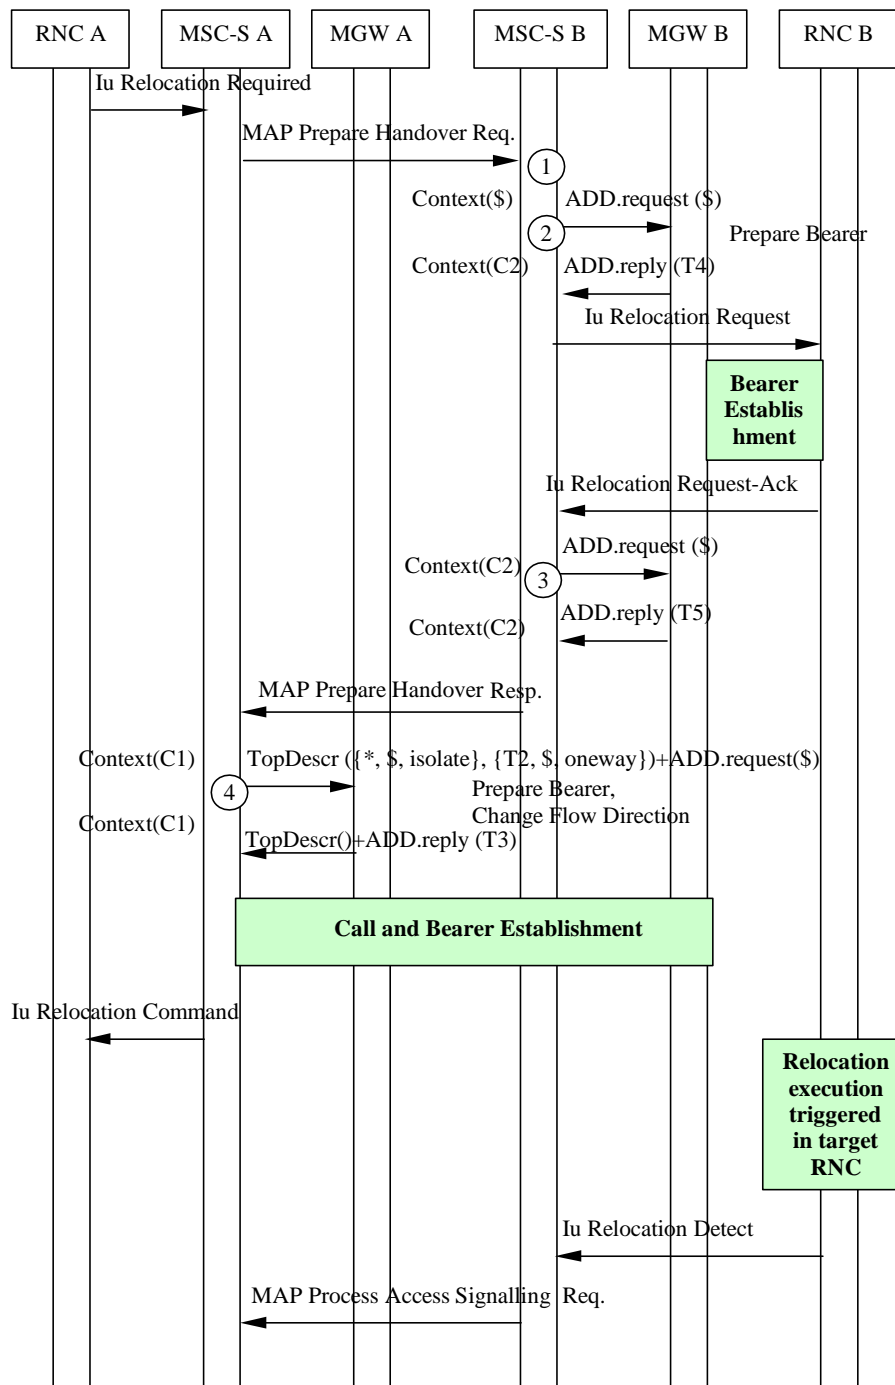 RNC A
MSC-S A
MGW A
MSC-S B
MGW B
RNC B
Iu Relocation Required
MAP Prepare Handover Req.
1
Context($)
ADD.request ($)
2
Prepare Bearer
Context(C2)
ADD.reply (T4)
Iu Relocation Request
Bearer
Establis
hment
Iu Relocation Request-Ack
ADD.request ($)
Context(C2)
3
ADD.reply (T5)
Context(C2)
MAP Prepare Handover Resp.
Context(C1)
TopDescr ({*, $, isolate}, {T2, $, oneway})+ADD.request($)
4
Prepare Bearer,
Change Flow Direction
Context(C1)
TopDescr()+ADD.reply (T3)
Call and Bearer Establishment
Iu Relocation Command
Relocation
execution
triggered
in target
RNC
Iu Relocation Detect
MAP Process Access Signalling Req.